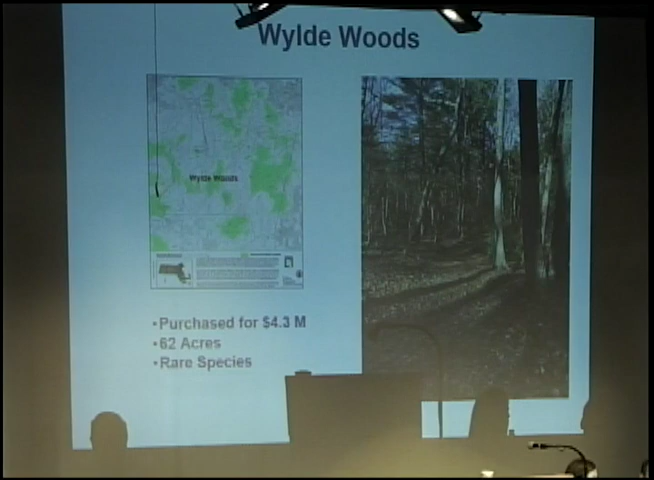 Wylde Woods
Wylde Woods
•Purchased for $4.3 M
•62 Acres
•Rare Species